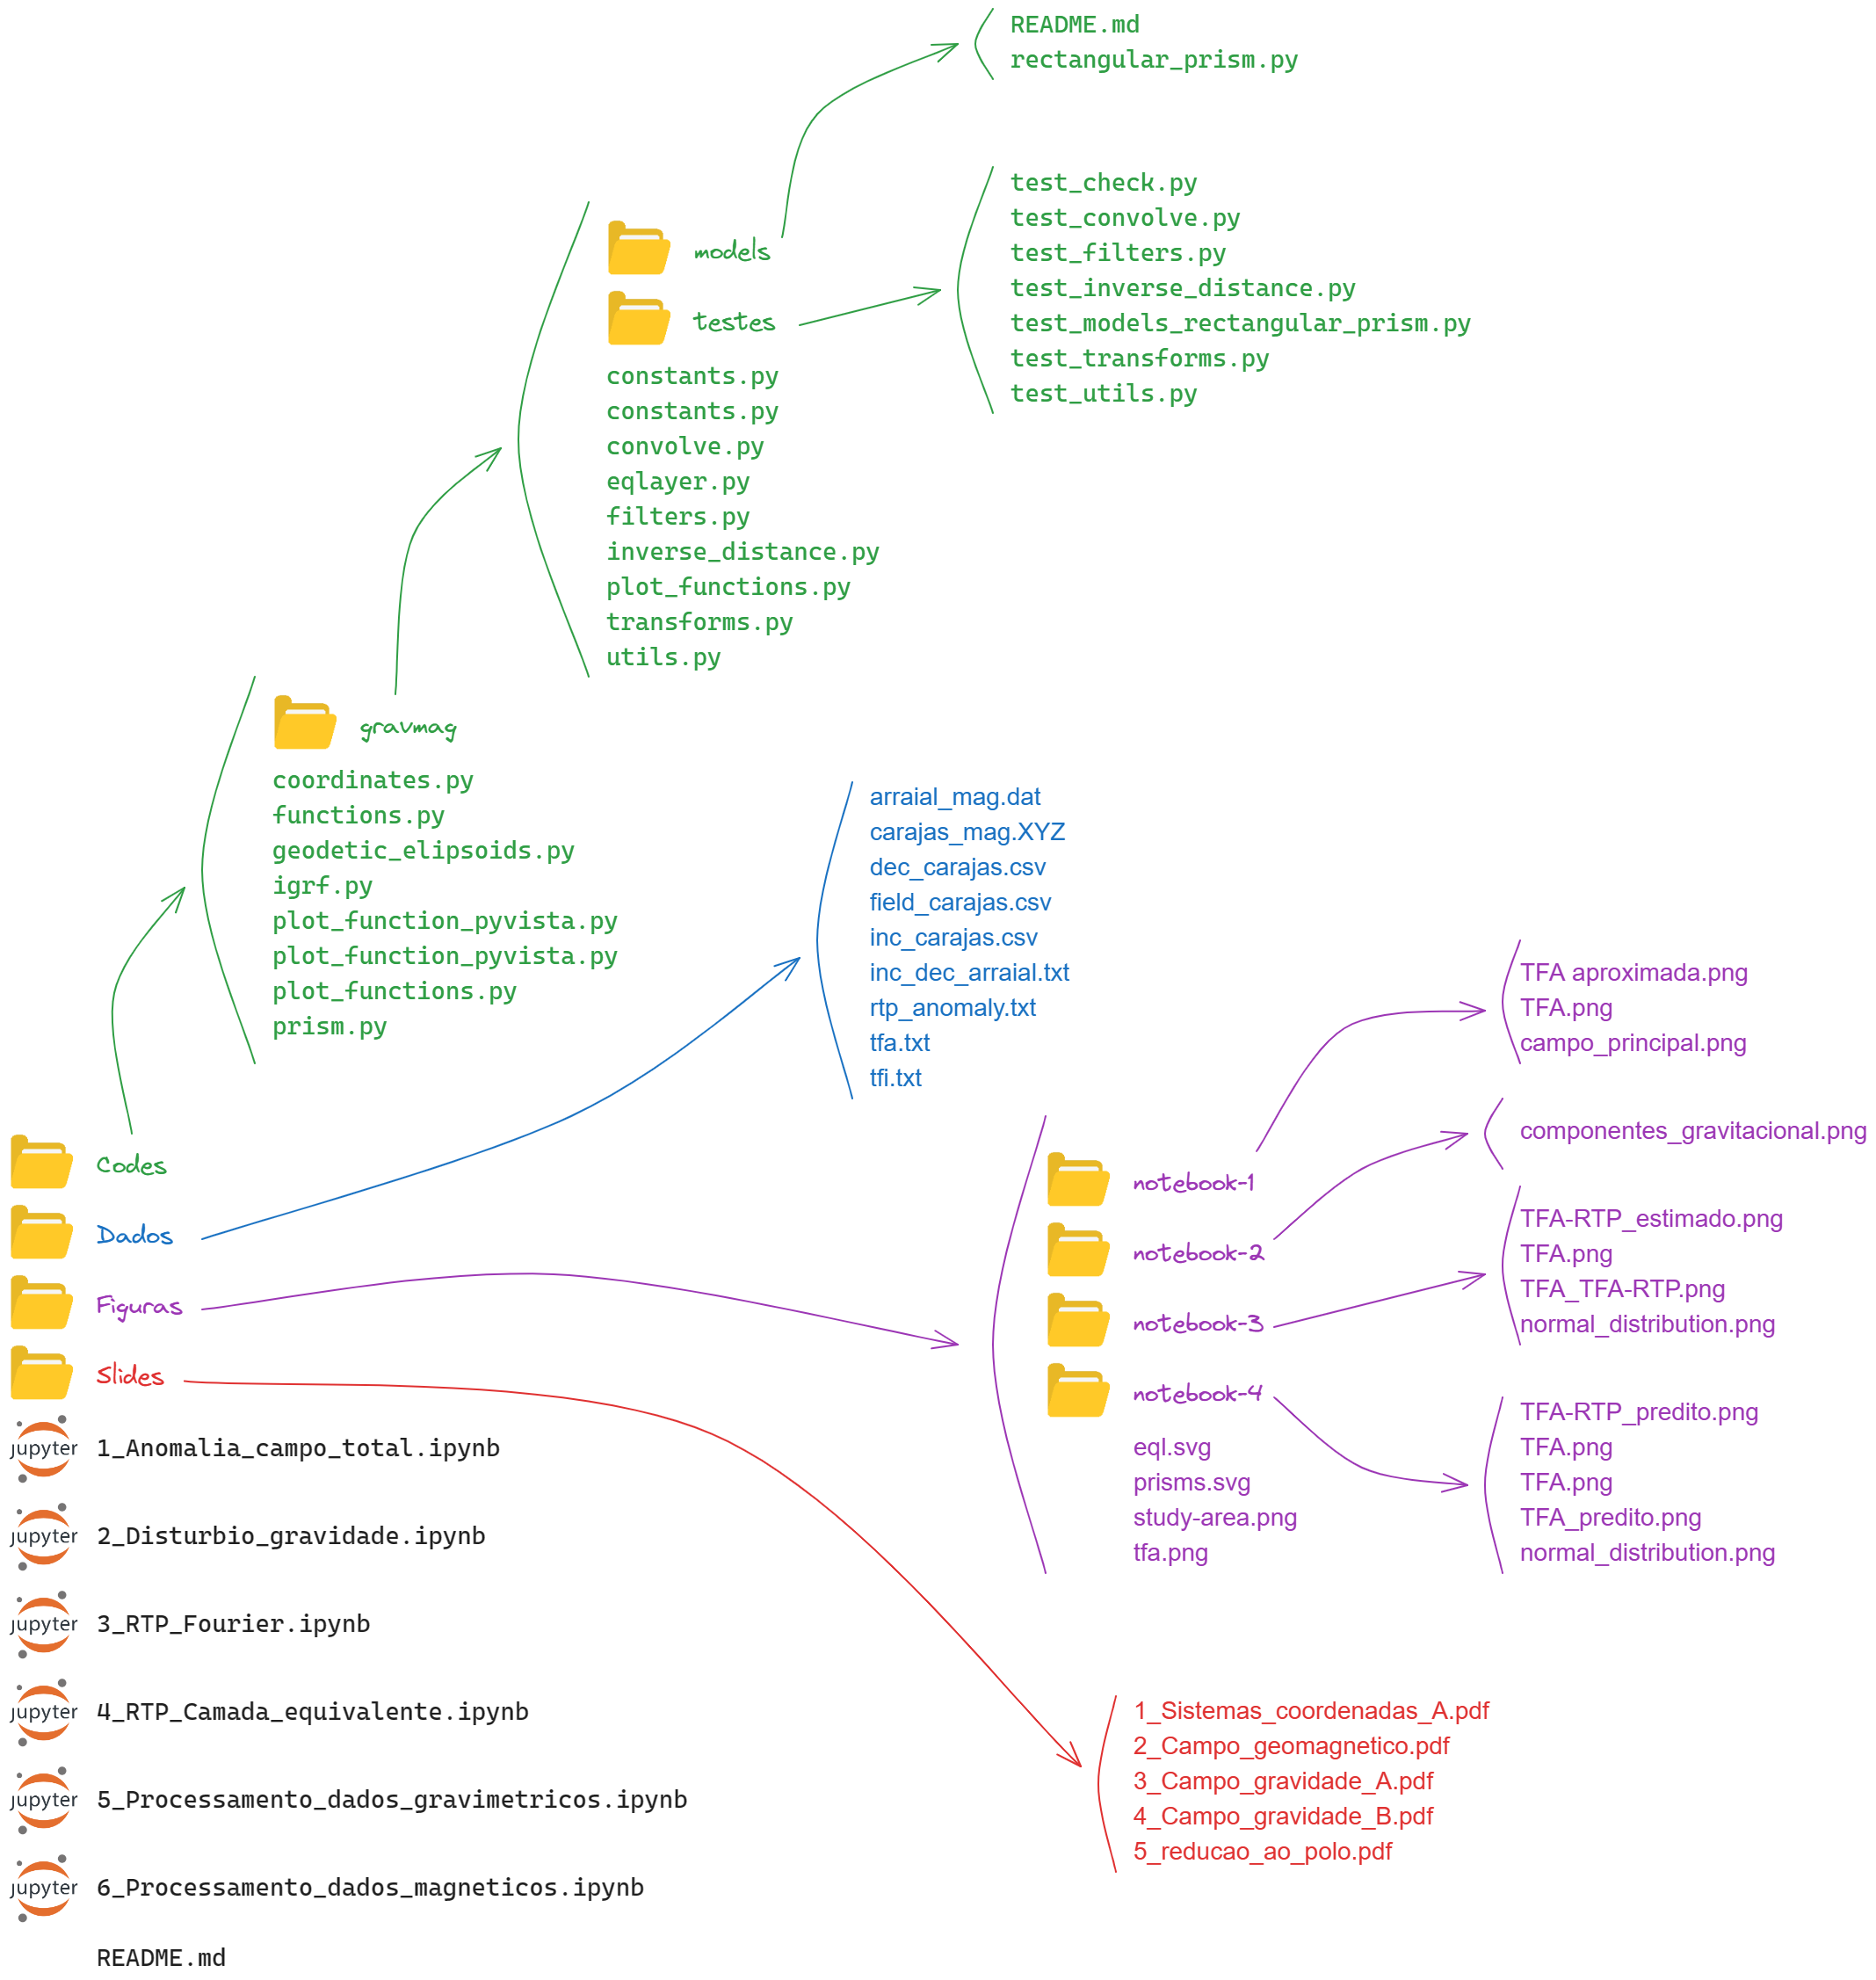 README.md
rectangular_prism.py
test_check.py
test_convolve.py
test_filters.py
test_inverse_distance.py
test_models_rectangular_prism.py
test_transforms.py
test_utils.py
models
testes
constants.py
constants.py
convolve.py
eqlayer.py
filters.py
inverse_distance.py
plot_functions.py
transforms.py
utils.py
gravmag
coordinates.py
functions.py
geodetic_elipsoids.py
igrf.py
plot_function_pyvista.py
plot_function_pyvista.py
plot_functions.py
prism.py
arraial_mag.dat
carajas_mag.XYZ
dec_carajas.csv
field_carajas.csv
inc_carajas.csv
inc_dec_arraial.txt
rtp_anomaly.txt
tfa.txt
tfi.txt
TFA aproximada.png
TFA.png
campo_principal.png
componentes_gravitacional.png
TFA-RTP_estimado.png
TFA.png
TFA_TFA-RTP.png
normal_distribution.png
TFA-RTP_predito.png
TFA.png
TFA.png
TFA_predito.png
normal_distribution.png
notebook-1
notebook-2
notebook-3
notebook-4
eql.svg
prisms.svg
study-area.png
tfa.png
Codes
Dados
Figuras
Slides
jupyter 1_Anomalia_campo_total.ipynb
jupyter 2_Disturbio_gravidade.ipynb
jupyter 3_RTP_Fourier.ipynb
jupyter 4_RTP_Camada_equivalente.ipynb
jupyter 5_Processamento_dados_gravimetricos.ipynb
jupyter 6_Processamento_dados_magneticos.ipynb
README.md
1_Sistemas_coordenadas_A.pdf
2_Campo_geomagnetico.pdf
3_Campo_gravidade_A.pdf
4_Campo_gravidade_B.pdf
5_reducao_ao_polo.pdf